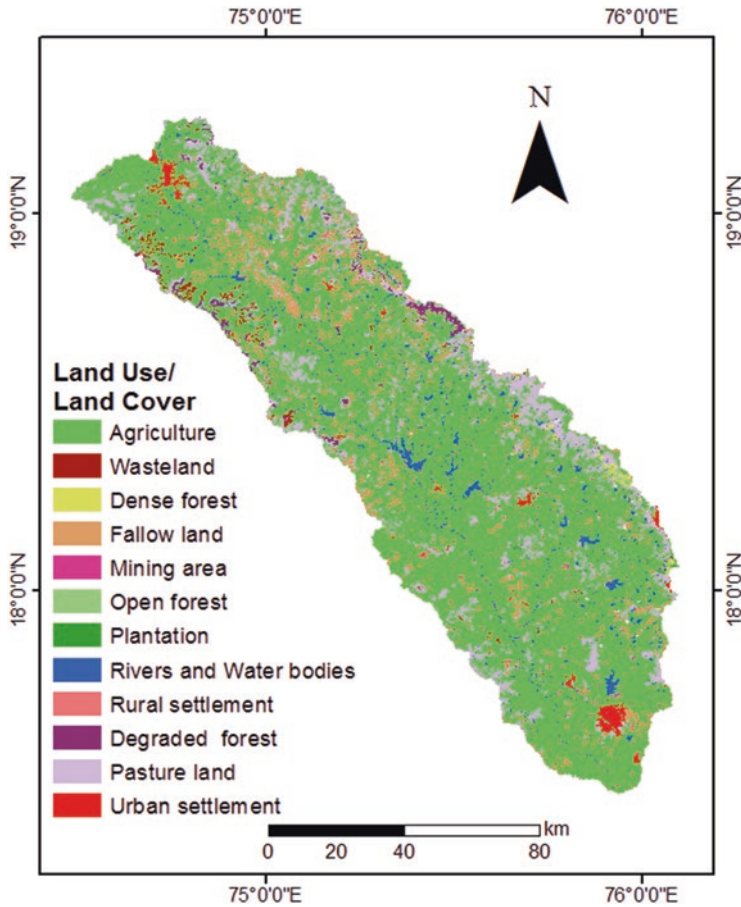 75°0'0"E 76°0'0"E
N
19°0'0"N 19°0'0"N
Land Use/
Land Cover
Agriculture
Wasteland
Dense forest
Fallow land
Mining area
Open forest
Plantation
Rivers and Water bodies
Rural settlement
Degraded forest
Pasture land
Urban settlement
18°0'0"N 18°0'0"N
km
0 20 40 80
75°0'0"E 76°0'0"E